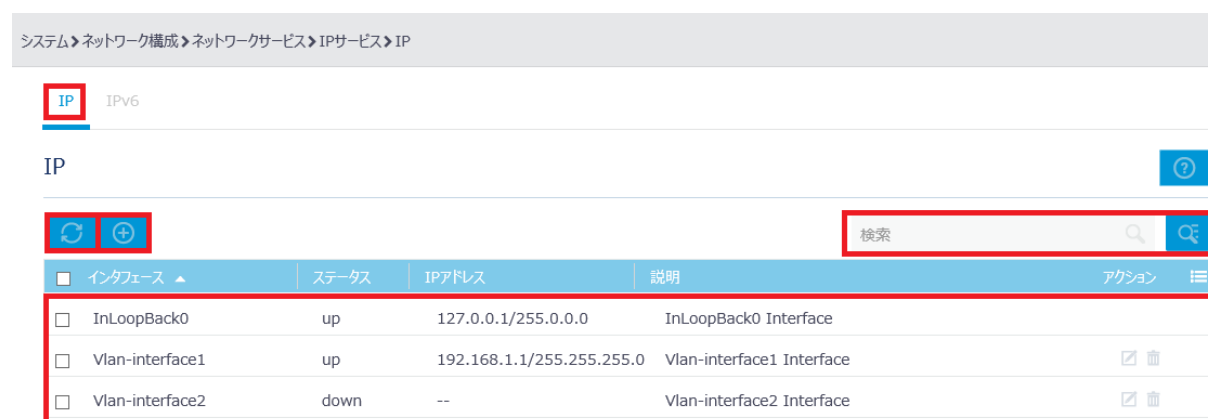 システム>ネットワーク構成>ネットワークサービス>IPサービス>IP
IP IPv6
IP
検索
インタフェース ステータス IPアドレス 説明 アクション
InLoopBack0 up 127.0.0.1/255.0.0.0 InLoopBack0 Interface
Vlan-interface1 up 192.168.1.1/255.255.255.0 Vlan-interface1 Interface
Vlan-interface2 down -- Vlan-interface2 Interface